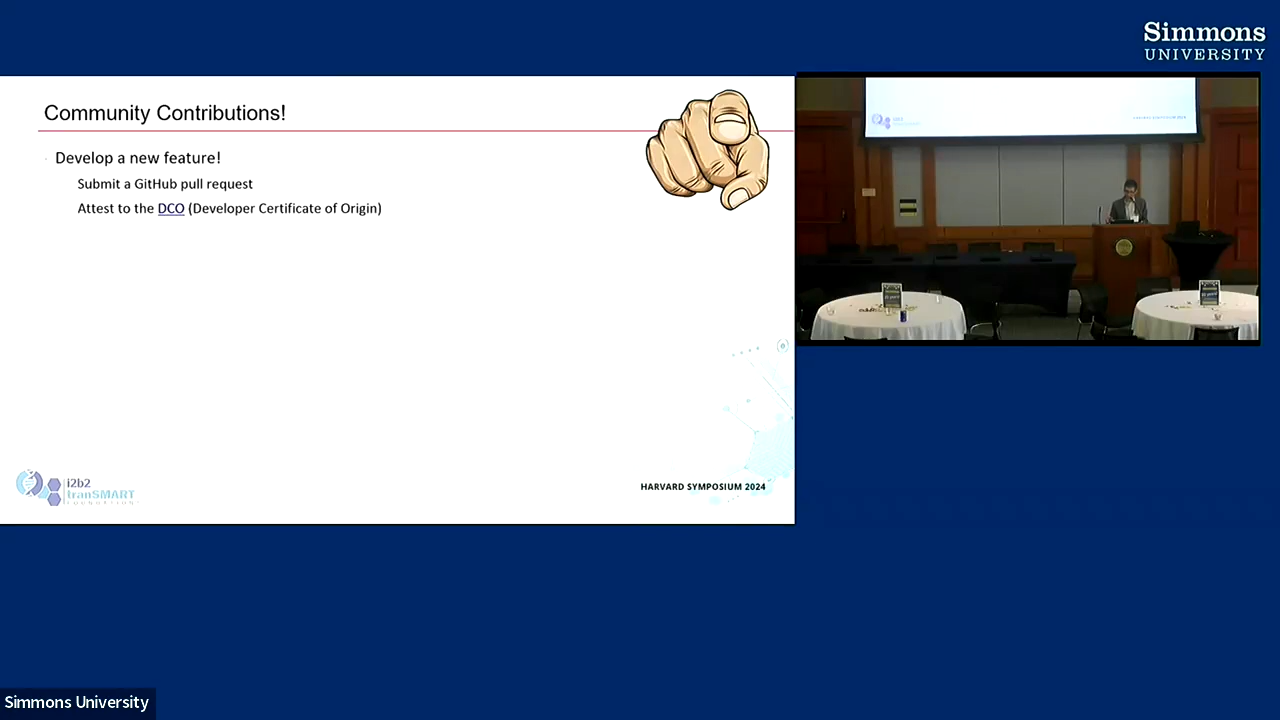 Simmons
UNIVERSITY
Community Contributions!
Develop a new feature!
Submit a GitHub pull request
Attest to the DCO (Developer Certificate of Origin)
i2b2
tranSMART
FOUNDATION
HARVARD SYMPOSIUM 2024
Simmons University